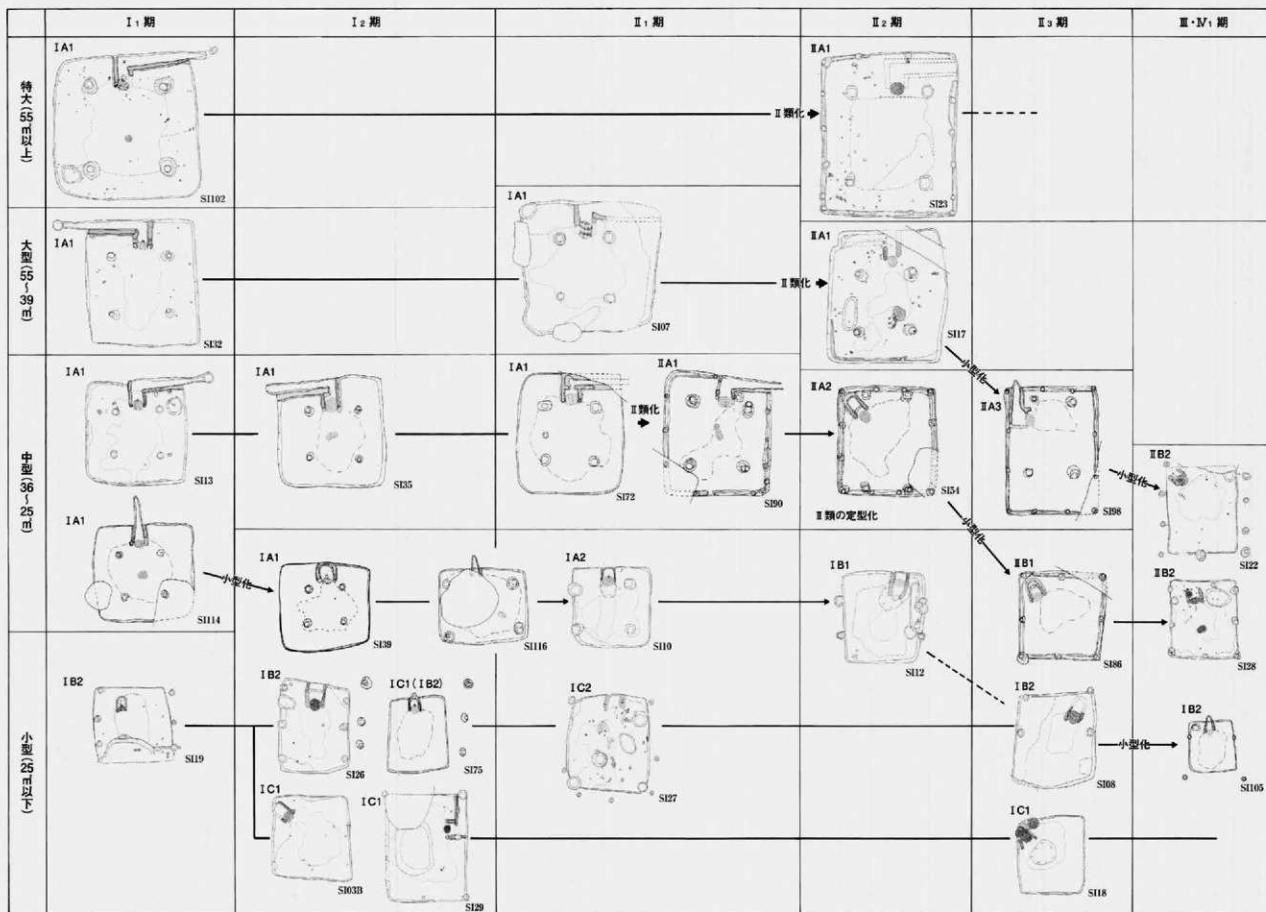 Ⅰ1期
Ⅰ2期
Ⅱ1期
Ⅱ2期
Ⅱ3期
Ⅲ・Ⅳ1期
特大(55㎡以上)
ⅠA1
SI102
Ⅱ類化
ⅡA1
SI23
大型(55～39㎡)
ⅠA1
SI32
ⅠA1
SI07
Ⅱ類化
ⅡA1
SI17
小型化
中型(36～25㎡)
ⅠA1
SI13
ⅠA1
SI35
ⅠA1
SI72
Ⅱ類化
ⅡA1
SI90
ⅡA2
SI54
Ⅱ類の定型化
小型化
ⅡA3
SI98
小型化
ⅡB2
SI22
ⅠA1
SI114
小型化
ⅠA1
SI39
SI116
ⅠA2
SI10
ⅠB1
SI12
ⅡB1
SI86
ⅡB2
SI28
小型(25㎡以下)
ⅠB2
SI19
ⅠB2
SI26
ⅠC1(ⅠB2)
SI75
ⅠC2
SI27
ⅠB2
SI08
小型化
ⅠB2
SI105
ⅠC1
SI03B
ⅠC1
SI29
ⅠC1
SI18